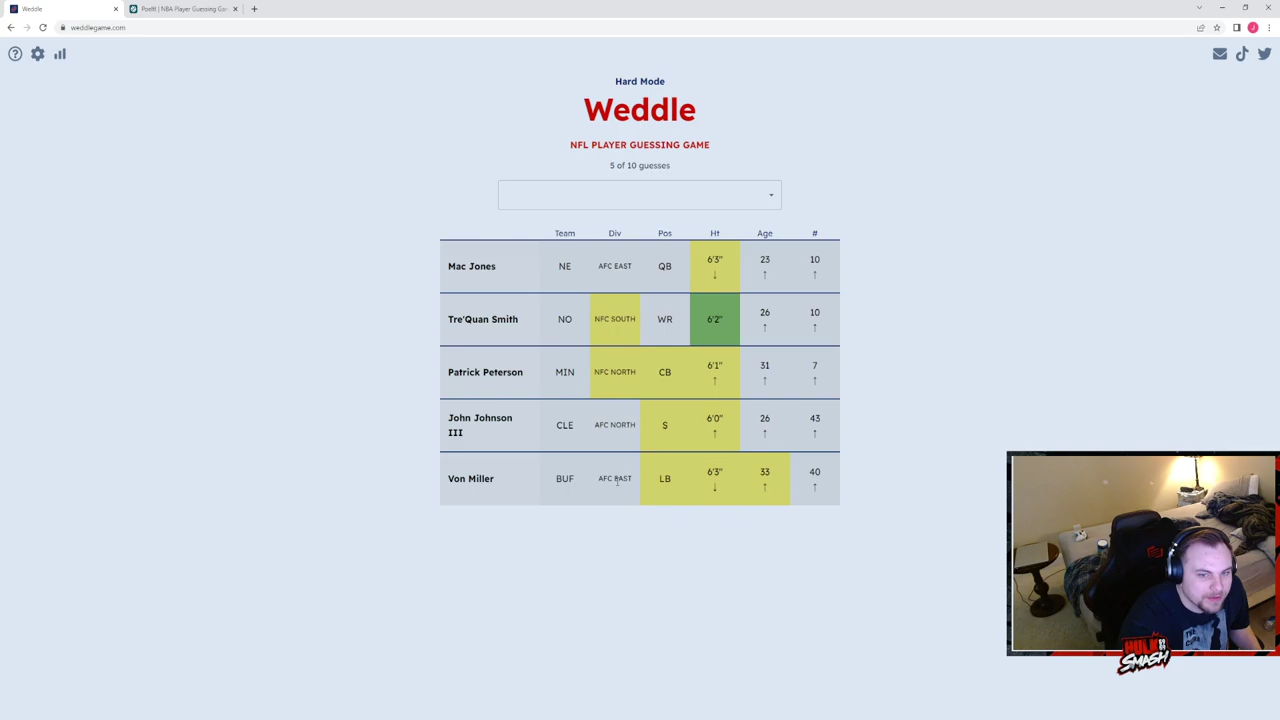 Weddle
Poeltl | NBA Player Guessing Ga
weddlegame.com
Hard Mode
Weddle
NFL PLAYER GUESSING GAME
5 of 10 guesses
Team Div Pos Ht Age #
Mac Jones NE AFC EAST QB 6'3" ↓ 23 ↑ 10 ↑
Tre'Quan Smith NO NFC SOUTH WR 6'2" 26 ↑ 10 ↑
Patrick Peterson MIN NFC NORTH CB 6'1" ↑ 31 ↑ 7 ↑
John Johnson III CLE AFC NORTH S 6'0" ↑ 26 ↑ 43 ↑
Von Miller BUF AFC EAST LB 6'3" ↓ 33 ↑ 40 ↑
HULK
SMASH